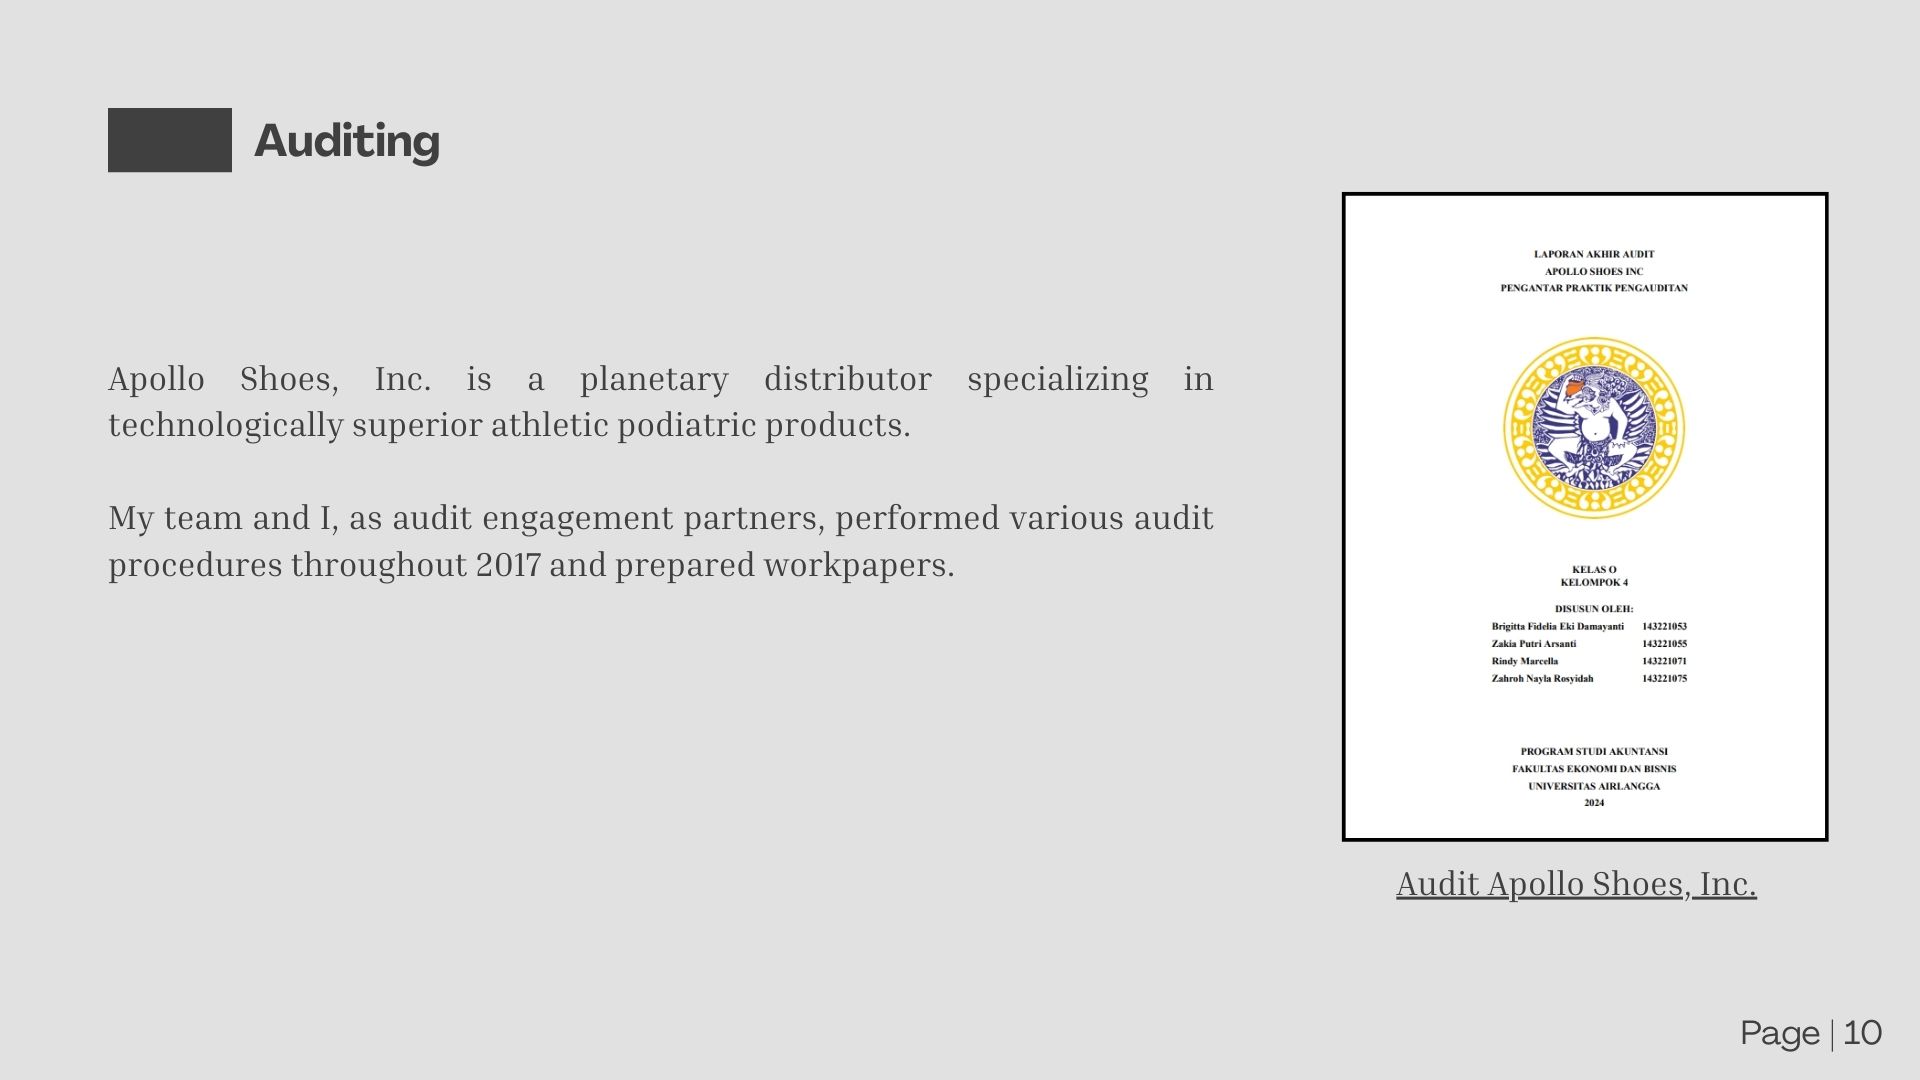 Auditing
Apollo Shoes, Inc. is a planetary distributor specializing in
technologically superior athletic podiatric products.
My team and I, as audit engagement partners, performed various audit
procedures throughout 2017 and prepared workpapers.
LAPORAN AKHIR AUDIT
APOLLO SHOES INC
PENGANTAR PRAKTIK PENGAUDITAN
KELAS O
KELOMPOK 4
DISUSUN OLEH:
Brigitta Fidelia Eki Damayanti 143221053
Zakia Putri Arsanti 143221055
Rindy Marcella 143221071
Zahroh Nayla Rosyidah 143221075
PROGRAM STUDI AKUNTANSI
FAKULTAS EKONOMI DAN BISNIS
UNIVERSITAS AIRLANGGA
2024
Audit Apollo Shoes, Inc.
Page | 10